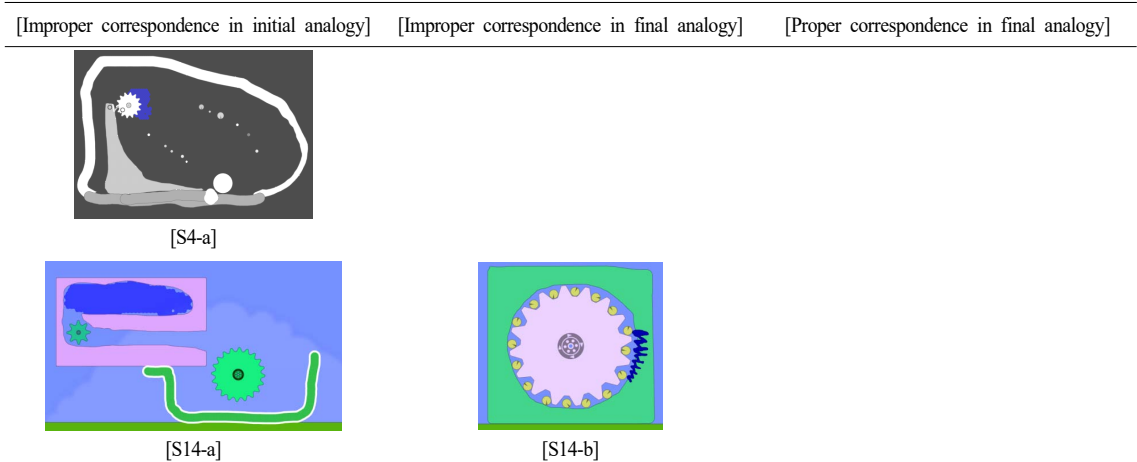 [Improper correspondence in initial analogy] [Improper correspondence in final analogy] [Proper correspondence in final analogy]
[S4-a]
[S14-a] [S14-b]